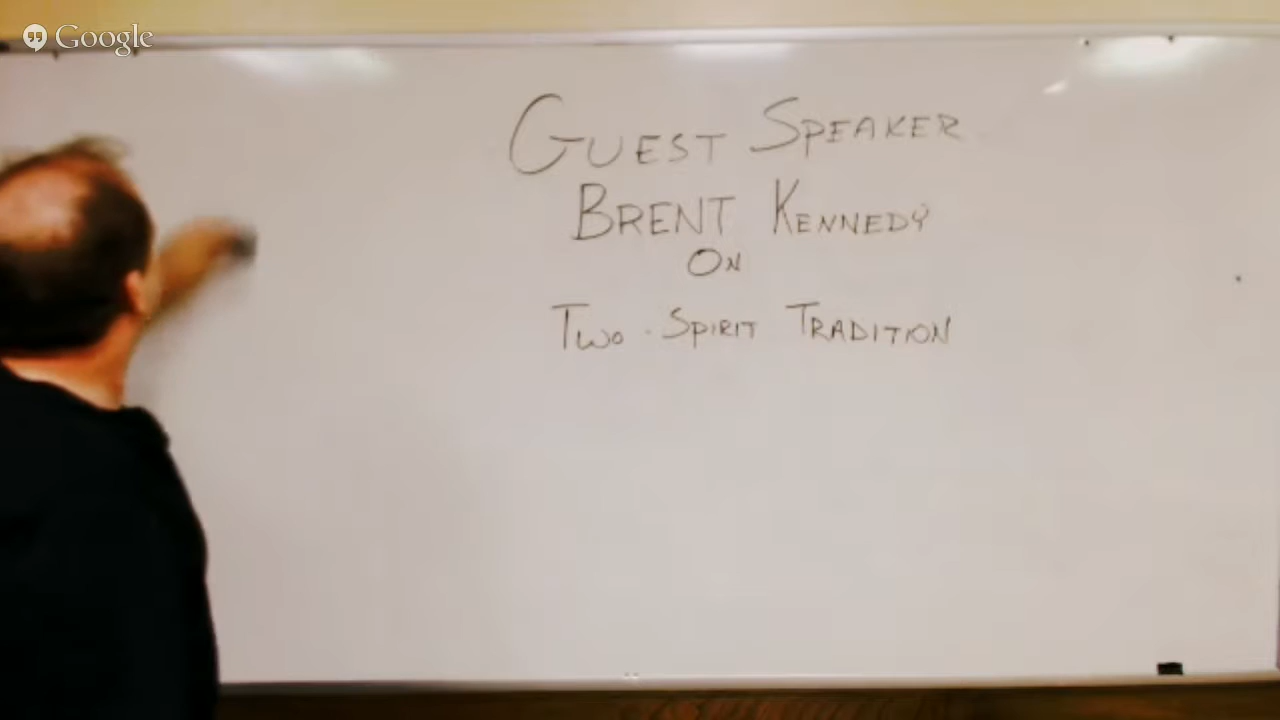 Google
GUEST SPEAKER
BRENT KENNEDY
ON
TWO-SPIRIT TRADITION